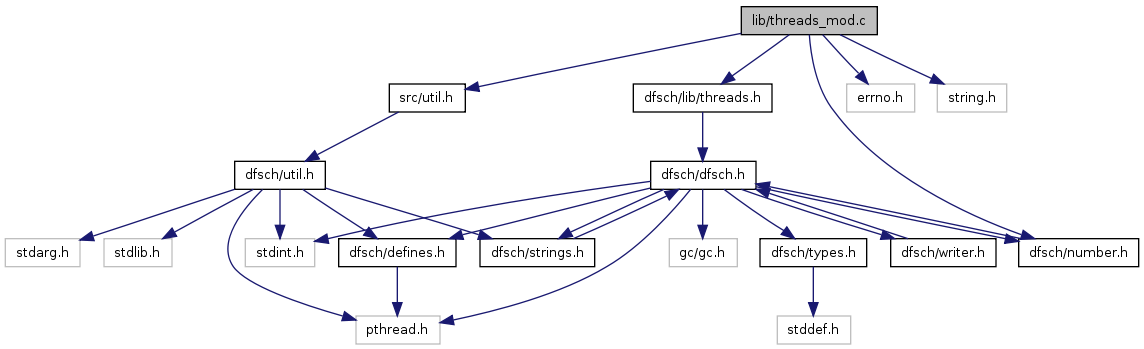 lib/threads_mod.c
src/util.h
dfsch/lib/threads.h
errno.h
string.h
dfsch/util.h
dfsch/dfsch.h
stdarg.h
stdlib.h
stdint.h
dfsch/defines.h
dfsch/strings.h
gc/gc.h
dfsch/types.h
dfsch/writer.h
dfsch/number.h
pthread.h
stddef.h